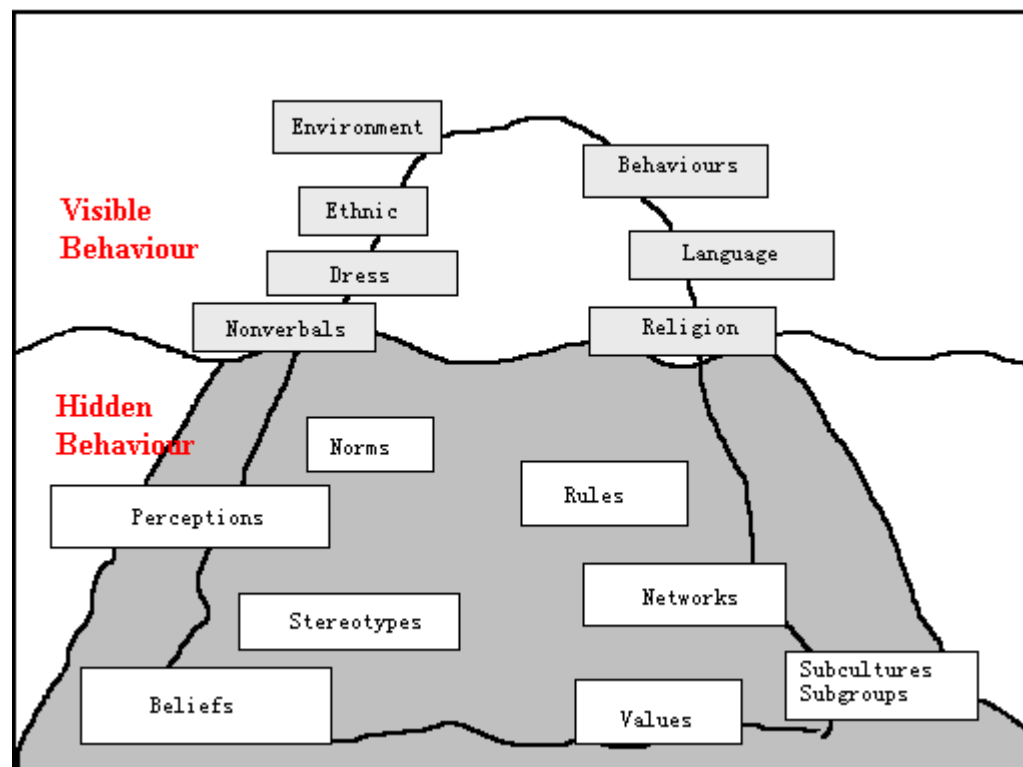 Environment
Behaviours
Visible
Behaviour
Ethnic
Language
Dress
Nonverbals
Religion
Hidden
Behaviour
Norms
Rules
Perceptions
Networks
Stereotypes
Subcultures
Subgroups
Beliefs
Values